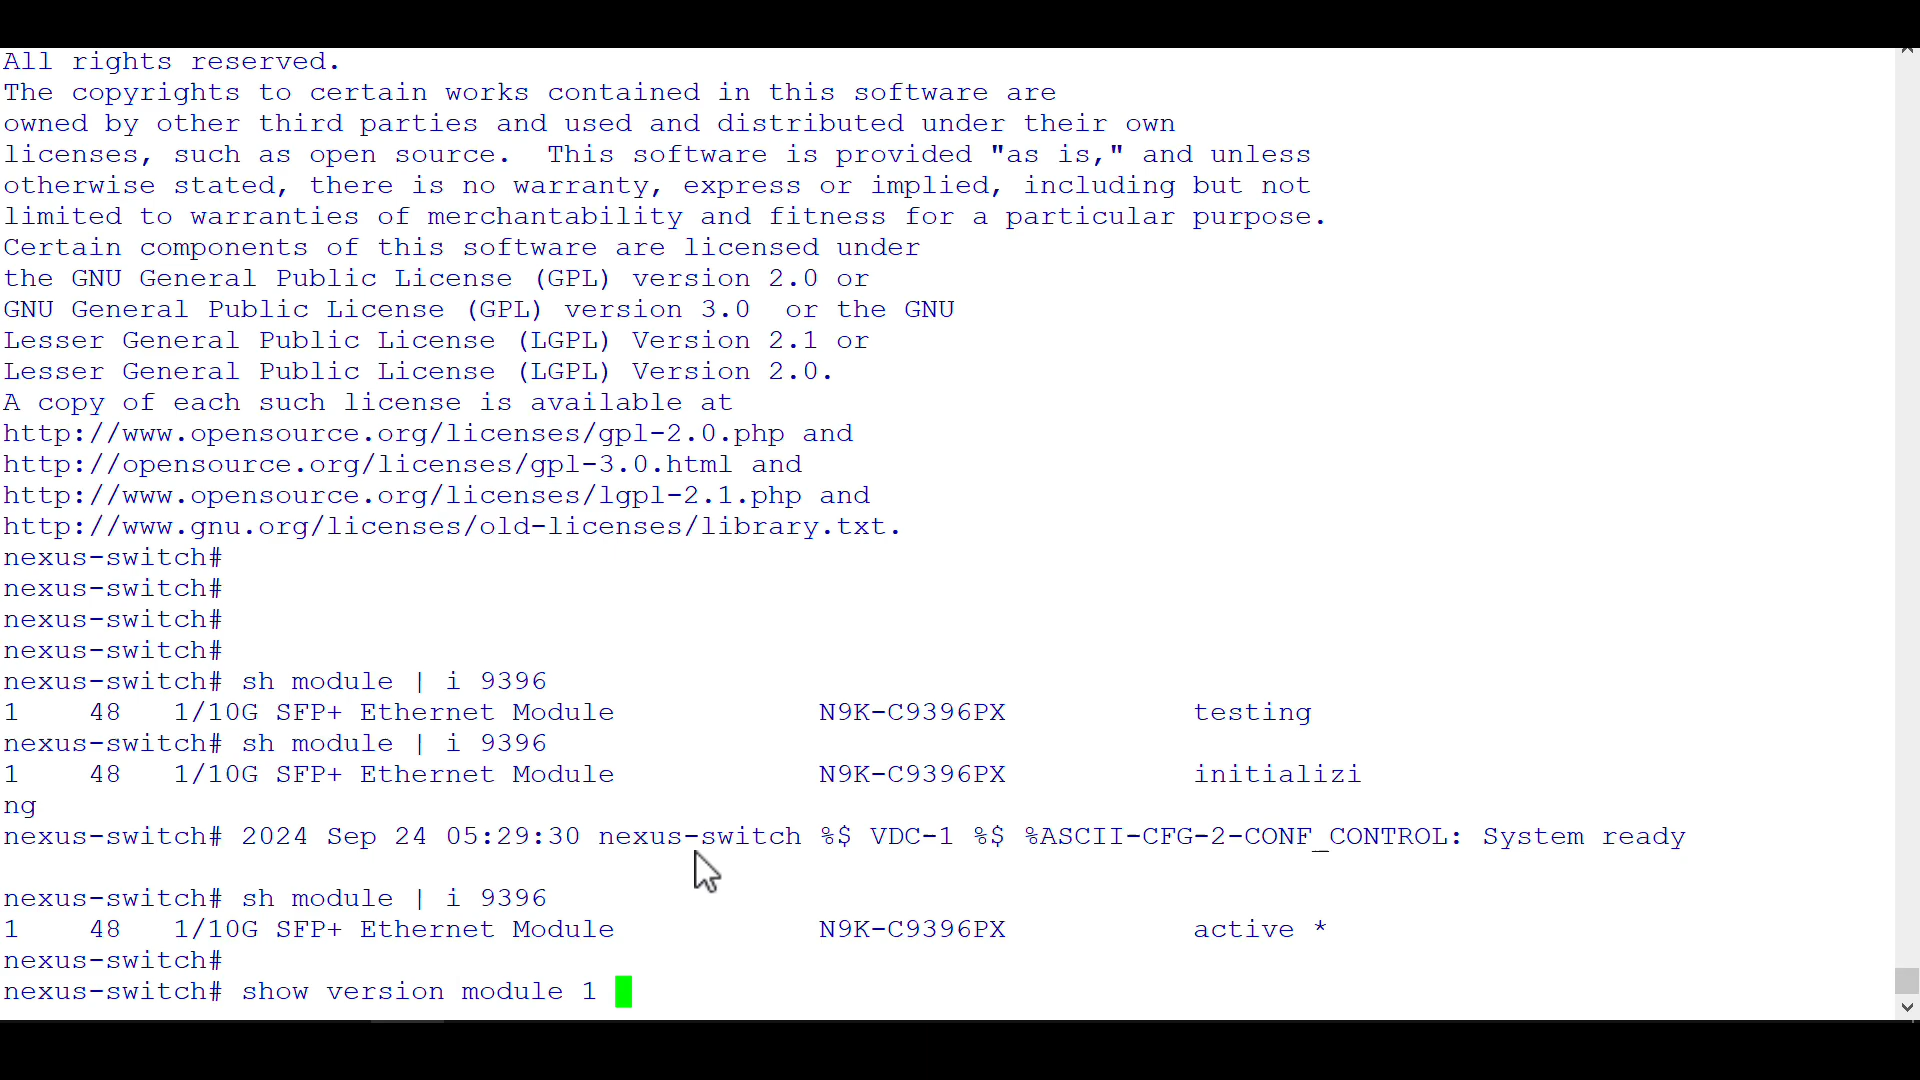 All rights reserved.
The copyrights to certain works contained in this software are
owned by other third parties and used and distributed under their own
licenses, such as open source.  This software is provided "as is," and unless
otherwise stated, there is no warranty, express or implied, including but not
limited to warranties of merchantability and fitness for a particular purpose.
Certain components of this software are licensed under
the GNU General Public License (GPL) version 2.0 or
GNU General Public License (GPL) version 3.0  or the GNU
Lesser General Public License (LGPL) Version 2.1 or
Lesser General Public License (LGPL) Version 2.0.
A copy of each such license is available at
http://www.opensource.org/licenses/gpl-2.0.php and
http://opensource.org/licenses/gpl-3.0.html and
http://www.opensource.org/licenses/lgpl-2.1.php and
http://www.gnu.org/licenses/old-licenses/library.txt.
nexus-switch#
nexus-switch#
nexus-switch#
nexus-switch#
nexus-switch# sh module | i 9396
1    48   1/10G SFP+ Ethernet Module            N9K-C9396PX           testing
nexus-switch# sh module | i 9396
1    48   1/10G SFP+ Ethernet Module            N9K-C9396PX           initializi
ng
nexus-switch# 2024 Sep 24 05:29:30 nexus-switch %$ VDC-1 %$ %ASCII-CFG-2-CONF_CONTROL: System ready
nexus-switch# sh module | i 9396
1    48   1/10G SFP+ Ethernet Module            N9K-C9396PX           active *
nexus-switch#
nexus-switch# show version module 1